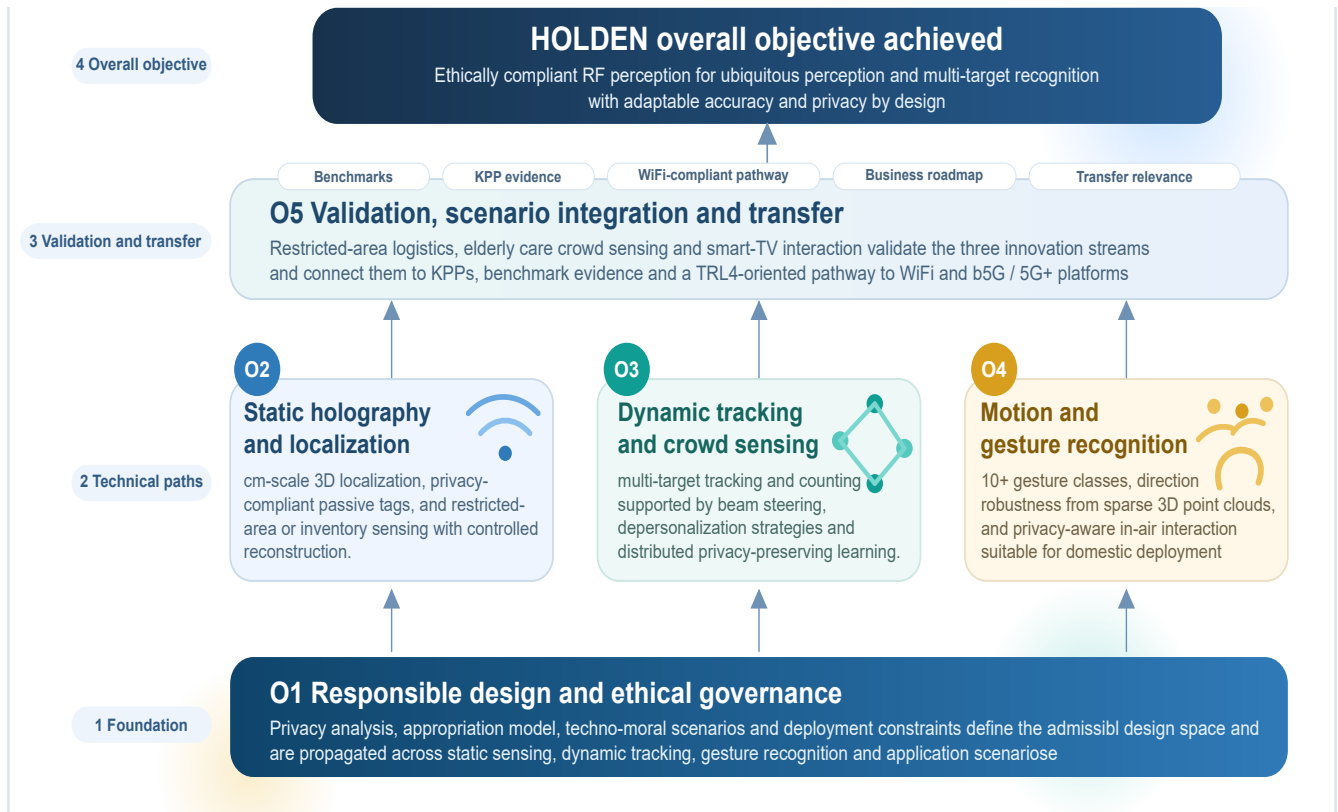 4 Overall objective
HOLDEN overall objective achieved
Ethically compliant RF perception for ubiquitous perception and multi-target recognition
with adaptable accuracy and privacy by design
Benchmarks
KPP evidence
WiFi-compliant pathway
Business roadmap
Transfer relevance
3 Validation and transfer
O5 Validation, scenario integration and transfer
Restricted-area logistics, elderly care crowd sensing and smart-TV interaction validate the three innovation streams
and connect them to KPPs, benchmark evidence and a TRL4-oriented pathway to WiFi and b5G / 5G+ platforms
2 Technical paths
O2
Static holography
and localization
cm-scale 3D localization, privacy-
compliant passive tags, and restricted-
area or inventory sensing with controlled
reconstruction.
O3
Dynamic tracking
and crowd sensing
multi-target tracking and counting
supported by beam steering,
depersonalization strategies and
distributed privacy-preserving learning.
O4
Motion and
gesture recognition
10+ gesture classes, direction
robustness from sparse 3D point clouds,
and privacy-aware in-air interaction
suitable for domestic deployment
1 Foundation
O1 Responsible design and ethical governance
Privacy analysis, appropriation model, techno-moral scenarios and deployment constraints define the admissibl design space and
are propagated across static sensing, dynamic tracking, gesture recognition and application scenariose